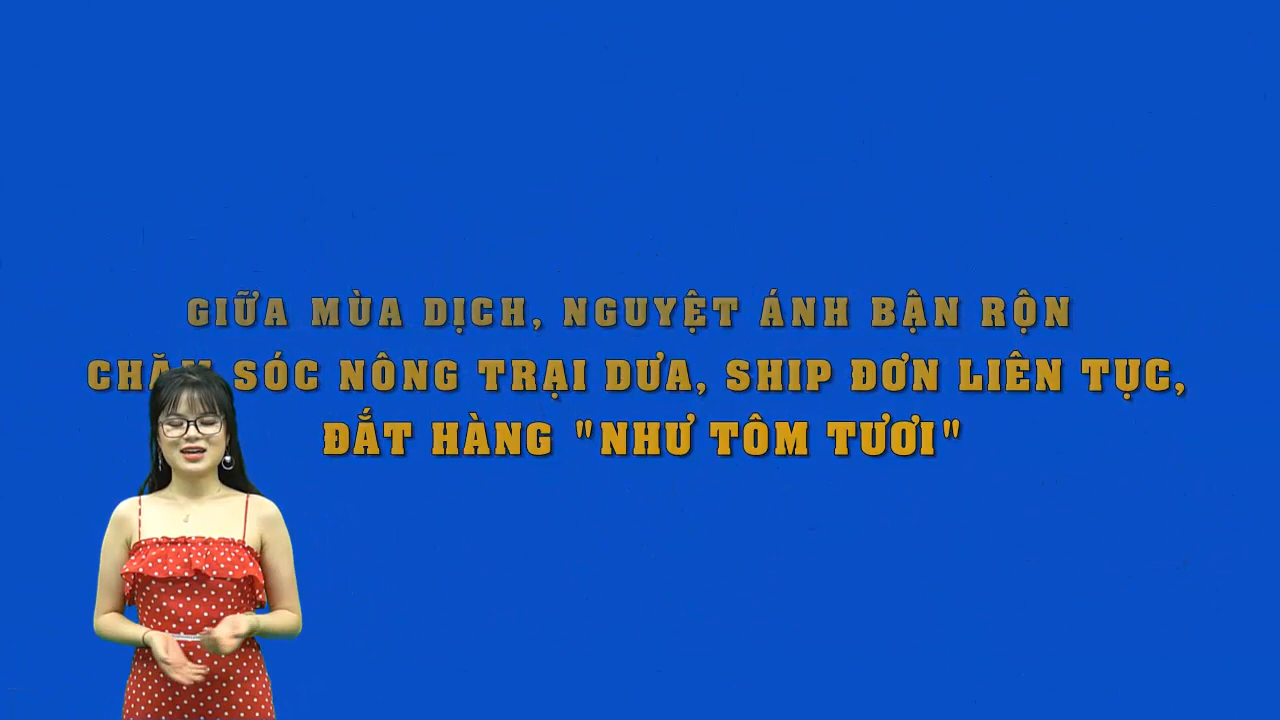 GIỮA MÙA DỊCH, NGUYỆT ÁNH BẬN RỘN
CHĂM SÓC NÔNG TRẠI DƯA, SHIP ĐƠN LIÊN TỤC,
ĐẮT HÀNG "NHƯ TÔM TƯƠI"